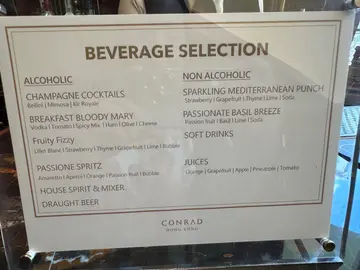 BEVERAGE SELECTION
ALCOHOLIC
CHAMPAGNE COCKTAILS
Bellini | Mimosa | Kir Royale
BREAKFAST BLOODY MARY
Vodka | Tomato | Spicy Mix | Ham | Olive | Cheese
Fruity Fizzy
Lillet Blanc | Strawberry | Thyme | Grapefruit | Lime | Bubble
PASSIONE SPRITZ
Amaretto | Aperol | Orange | Passion fruit | Bubble
HOUSE SPIRIT & MIXER
DRAUGHT BEER
NON ALCOHOLIC
SPARKLING MEDITERRANEAN PUNCH
Strawberry | Grapefruit | Thyme | Lime | Soda
PASSIONATE BASIL BREEZE
Passion fruit | Basil | Lime | Soda
SOFT DRINKS
JUICES
Orange | Grapefruit | Apple | Pineapple | Tomato
CONRAD
HONG KONG